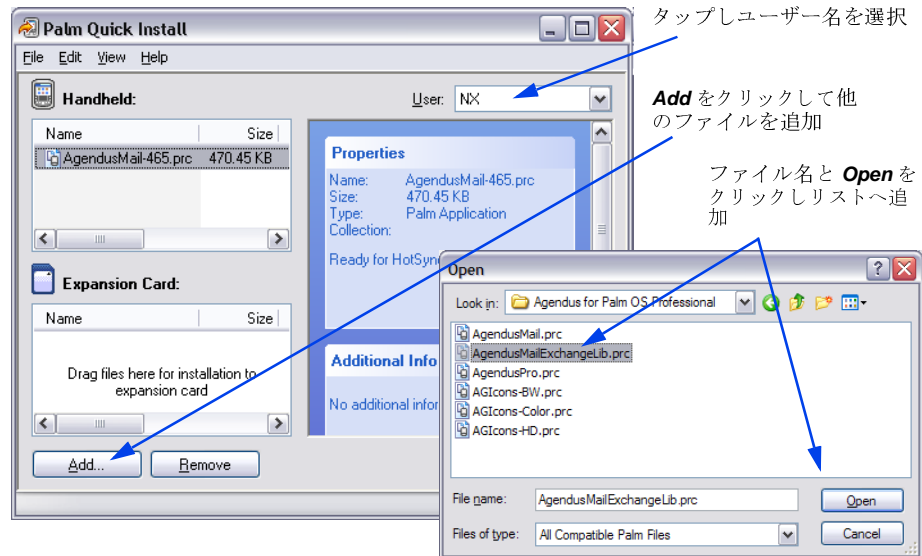 Palm Quick Install
File Edit View Help
Handheld:
User: NX
Name Size
AgendusMail-465.prc 470.45 KB
Properties
Name: AgendusMail-465.prc
Size: 470.45 KB
Type: Palm Application
Collection:
Ready for HotSync
Expansion Card:
Name Size
Drag files here for installation to
expansion card
Additional Info
No additional infor
Add... Remove
タップしユーザー名を選択
Add をクリックして他
のファイルを追加
ファイル名と Open を
クリックしリストへ追
加
Open
Look in: Agendus for Palm OS Professional
AgendusMail.prc
AgendusMailExchangeLib.prc
AgendusPro.prc
AGIcons-BW.prc
AGIcons-Color.prc
AGIcons-HD.prc
File name: AgendusMailExchangeLib.prc Open
Files of type: All Compatible Palm Files Cancel